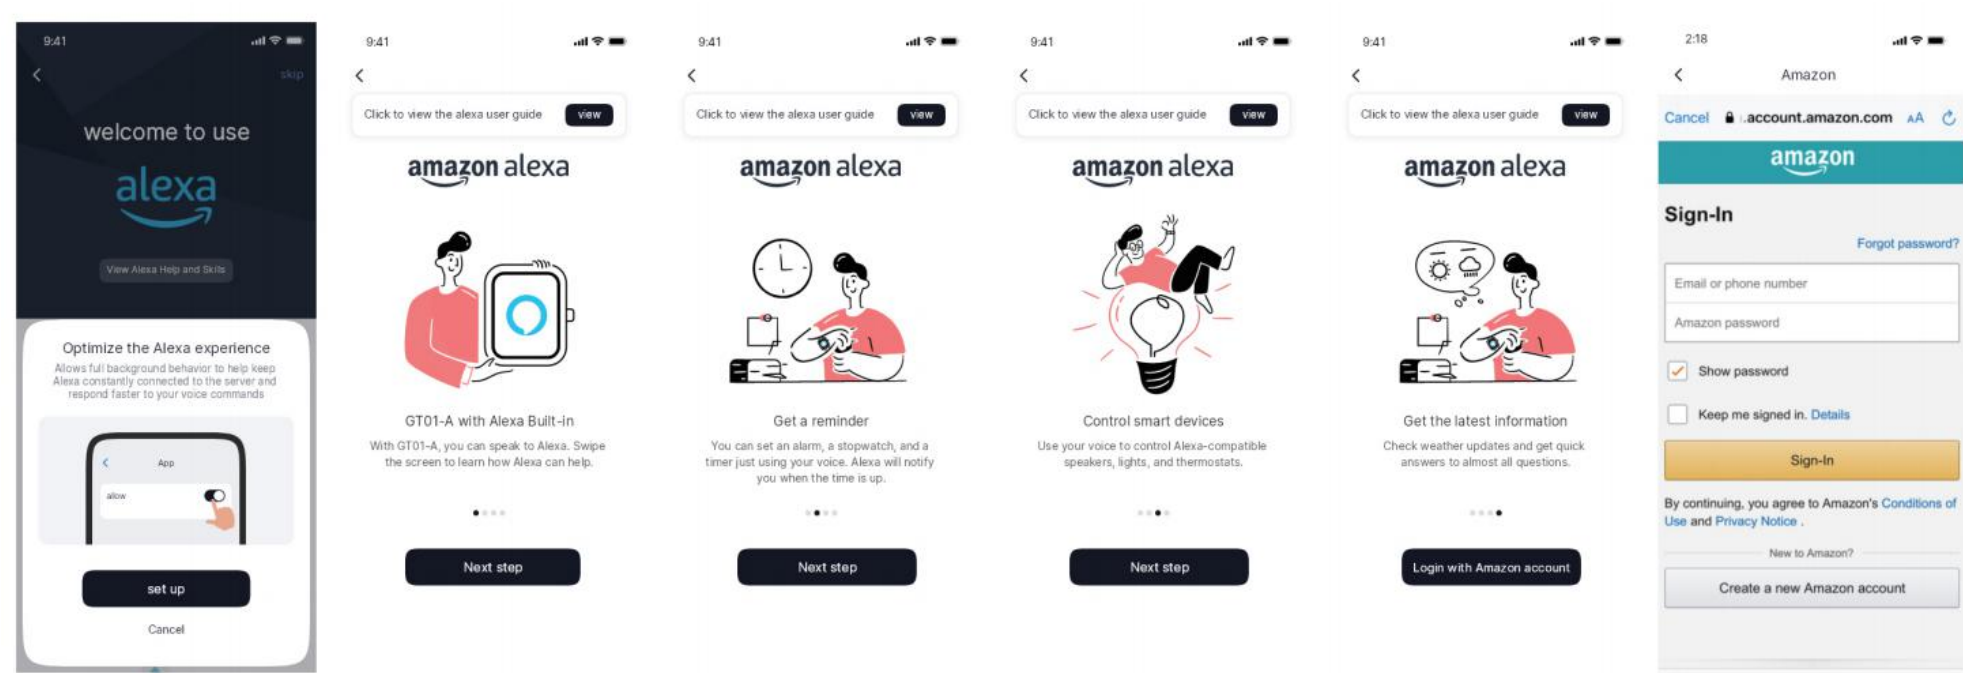 9:41
skip
welcome to use
alexa
View Alexa Help and Skills
Optimize the Alexa experience
Allows full background behavior to help keep
Alexa constantly connected to the server and
respond faster to your voice commands
App
allow
set up
Cancel
9:41
Click to view the alexa user guide
view
amazon alexa
GT01-A with Alexa Built-in
With GT01-A, you can speak to Alexa. Swipe
the screen to learn how Alexa can help.
Next step
9:41
Click to view the alexa user guide
view
amazon alexa
Get a reminder
You can set an alarm, a stopwatch, and a
timer just using your voice. Alexa will notify
you when the time is up.
Next step
9:41
Click to view the alexa user guide
view
amazon alexa
Control smart devices
Use your voice to control Alexa-compatible
speakers, lights, and thermostats.
Next step
9:41
Click to view the alexa user guide
view
amazon alexa
Get the latest information
Check weather updates and get quick
answers to almost all questions.
Login with Amazon account
2:18
Amazon
Cancel .account.amazon.com AA
amazon
Sign-In
Forgot password?
Email or phone number
Amazon password
Show password
Keep me signed in. Details
Sign-In
By continuing, you agree to Amazon's Conditions of
Use and Privacy Notice .
New to Amazon?
Create a new Amazon account